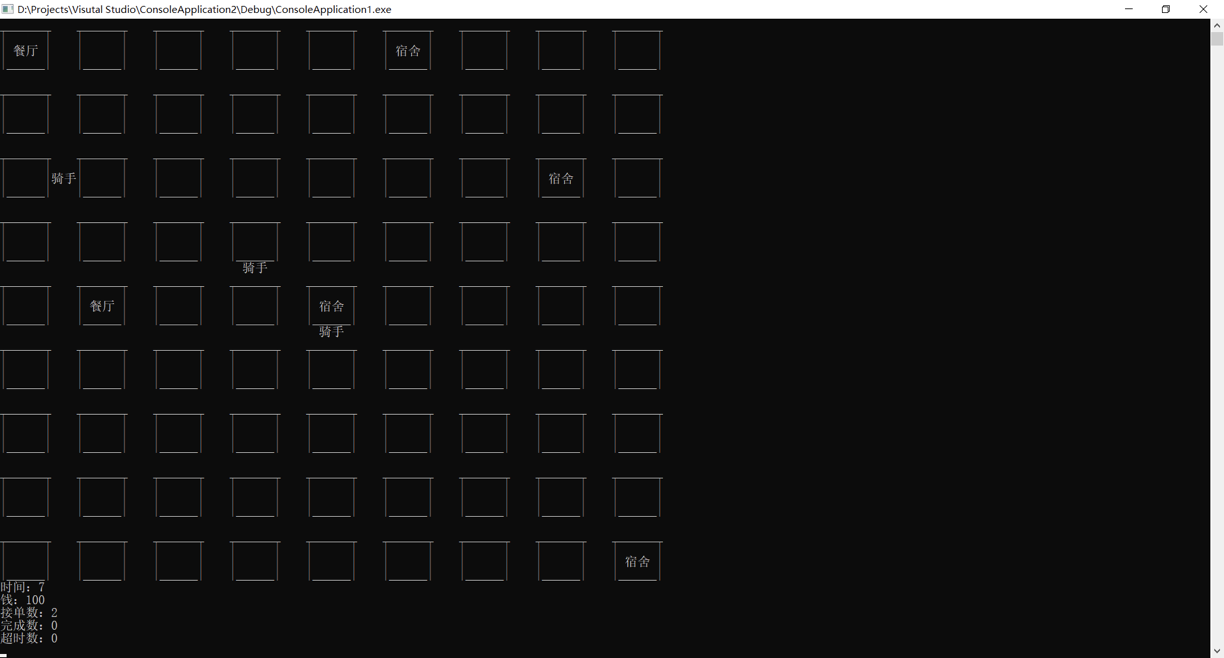 D:\Projects\Visutal Studio\ConsoleApplication2\Debug\ConsoleApplication1.exe
餐厅 宿舍
骑手 宿舍
骑手
餐厅 宿舍
骑手
宿舍
时间：7
钱：100
接单数：2
完成数：0
超时数：0